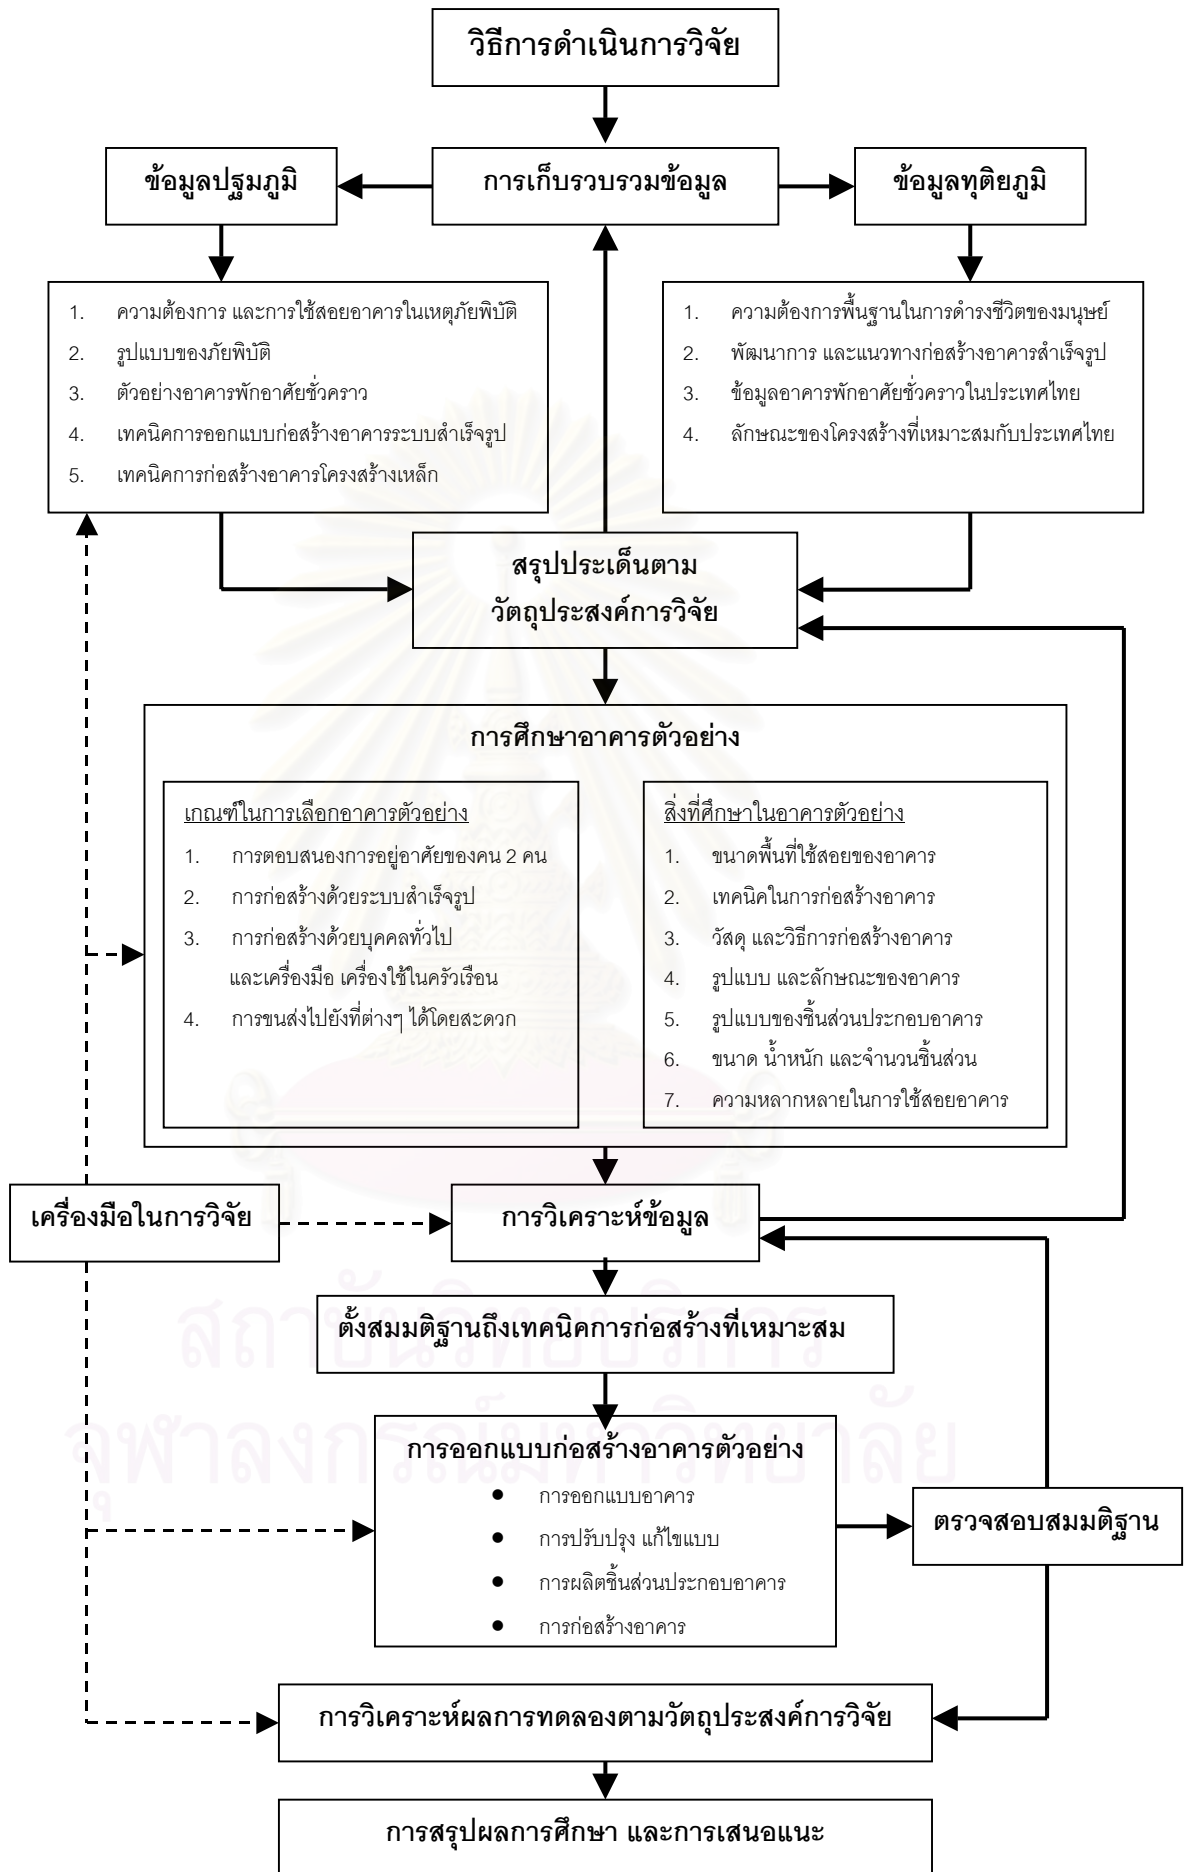 วิธีการดำเนินการวิจัย
ข้อมูลปฐมภูมิ
การเก็บรวบรวมข้อมูล
ข้อมูลทุติยภูมิ
1. ความต้องการ และการใช้สอยอาคารในเหตุภัยพิบัติ
2. รูปแบบของภัยพิบัติ
3. ตัวอย่างอาคารพักอาศัยชั่วคราว
4. เทคนิคการออกแบบก่อสร้างอาคารระบบสำเร็จรูป
5. เทคนิคการก่อสร้างอาคารโครงสร้างเหล็ก
1. ความต้องการพื้นฐานในการดำรงชีวิตของมนุษย์
2. พัฒนาการ และแนวทางก่อสร้างอาคารสำเร็จรูป
3. ข้อมูลอาคารพักอาศัยชั่วคราวในประเทศไทย
4. ลักษณะของโครงสร้างที่เหมาะสมกับประเทศไทย
สรุปประเด็นตาม
วัตถุประสงค์การวิจัย
การศึกษาอาคารตัวอย่าง
เกณฑ์ในการเลือกอาคารตัวอย่าง
1. การตอบสนองการอยู่อาศัยของคน 2 คน
2. การก่อสร้างด้วยระบบสำเร็จรูป
3. การก่อสร้างด้วยบุคคลทั่วไป
และเครื่องมือ เครื่องใช้ในครัวเรือน
4. การขนส่งไปยังที่ต่างๆ ได้โดยสะดวก
สิ่งที่ศึกษาในอาคารตัวอย่าง
1. ขนาดพื้นที่ใช้สอยของอาคาร
2. เทคนิคในการก่อสร้างอาคาร
3. วัสดุ และวิธีการก่อสร้างอาคาร
4. รูปแบบ และลักษณะของอาคาร
5. รูปแบบของชิ้นส่วนประกอบอาคาร
6. ขนาด น้ำหนัก และจำนวนชิ้นส่วน
7. ความหลากหลายในการใช้สอยอาคาร
เครื่องมือในการวิจัย
การวิเคราะห์ข้อมูล
ตั้งสมมติฐานถึงเทคนิคการก่อสร้างที่เหมาะสม
สถาบันวิทยบริการ
จุฬาลงกรณ์มหาวิทยาลัย
การออกแบบก่อสร้างอาคารตัวอย่าง
● การออกแบบอาคาร
● การปรับปรุง แก้ไขแบบ
● การผลิตชิ้นส่วนประกอบอาคาร
● การก่อสร้างอาคาร
ตรวจสอบสมมติฐาน
การวิเคราะห์ผลการทดลองตามวัตถุประสงค์การวิจัย
การสรุปผลการศึกษา และการเสนอแนะ